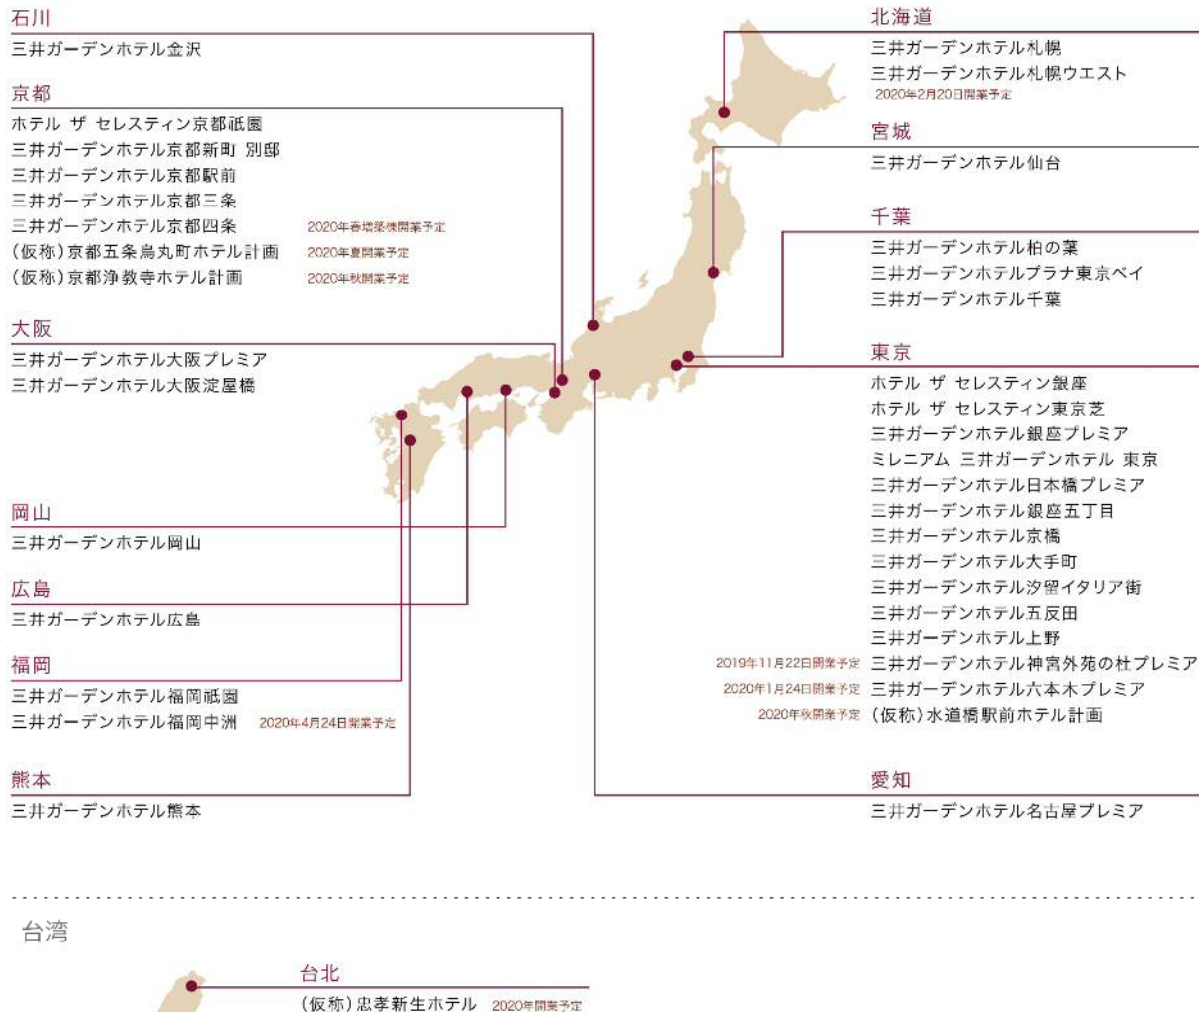 石川
三井ガーデンホテル金沢
京都
ホテル ザ セレスティン京都祇園
三井ガーデンホテル京都新町 別邸
三井ガーデンホテル京都駅前
三井ガーデンホテル京都三条
三井ガーデンホテル京都四条 2020年春増築棟開業予定
(仮称)京都五条烏丸町ホテル計画 2020年夏開業予定
(仮称)京都浄教寺ホテル計画 2020年秋開業予定
大阪
三井ガーデンホテル大阪プレミア
三井ガーデンホテル大阪淀屋橋
岡山
三井ガーデンホテル岡山
広島
三井ガーデンホテル広島
福岡
三井ガーデンホテル福岡祇園
三井ガーデンホテル福岡中洲 2020年4月24日開業予定
熊本
三井ガーデンホテル熊本
北海道
三井ガーデンホテル札幌
三井ガーデンホテル札幌ウエスト
2020年2月20日開業予定
宮城
三井ガーデンホテル仙台
千葉
三井ガーデンホテル柏の葉
三井ガーデンホテルプラナ東京ベイ
三井ガーデンホテル千葉
東京
ホテル ザ セレスティン銀座
ホテル ザ セレスティン東京芝
三井ガーデンホテル銀座プレミア
ミレニアム 三井ガーデンホテル 東京
三井ガーデンホテル日本橋プレミア
三井ガーデンホテル銀座五丁目
三井ガーデンホテル京橋
三井ガーデンホテル大手町
三井ガーデンホテル汐留イタリア街
三井ガーデンホテル五反田
三井ガーデンホテル上野
2019年11月22日開業予定 三井ガーデンホテル神宮外苑の杜プレミア
2020年1月24日開業予定 三井ガーデンホテル六本木プレミア
2020年秋開業予定 (仮称)水道橋駅前ホテル計画
愛知
三井ガーデンホテル名古屋プレミア
台湾
台北
(仮称)忠孝新生ホテル 2020年開業予定